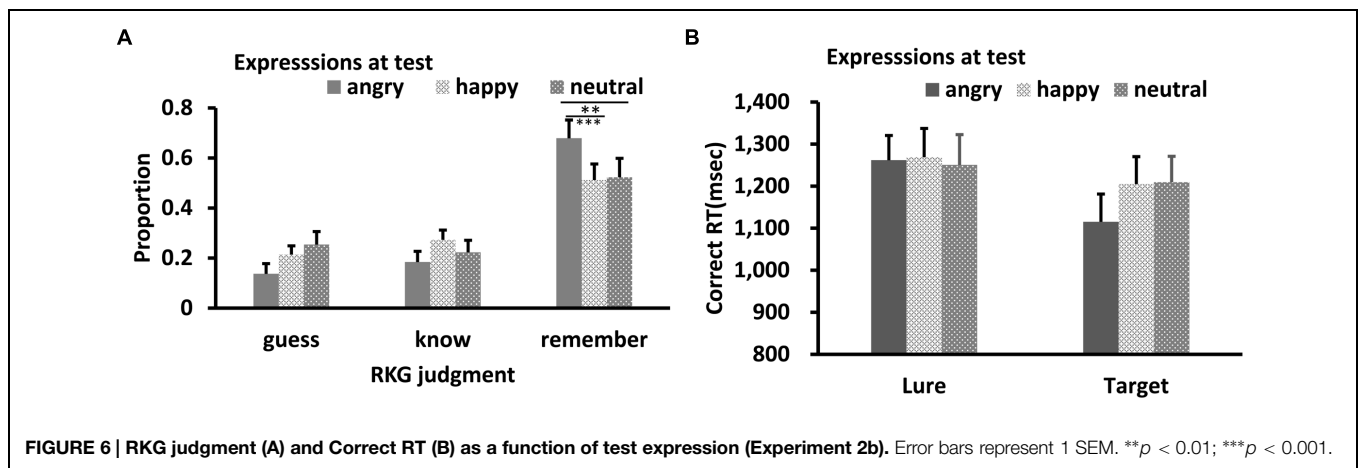 A
Expresssions at test
angry happy neutral
0.8
0.6
0.4
0.2
0
Proportion
**
***
guess know remember
RKG judgment
B
Expresssions at test
angry happy neutral
1,400
1,300
1,200
1,100
1,000
900
800
Correct RT(msec)
Lure Target
FIGURE 6 | RKG judgment (A) and Correct RT (B) as a function of test expression (Experiment 2b). Error bars represent 1 SEM. **p < 0.01; ***p < 0.001.